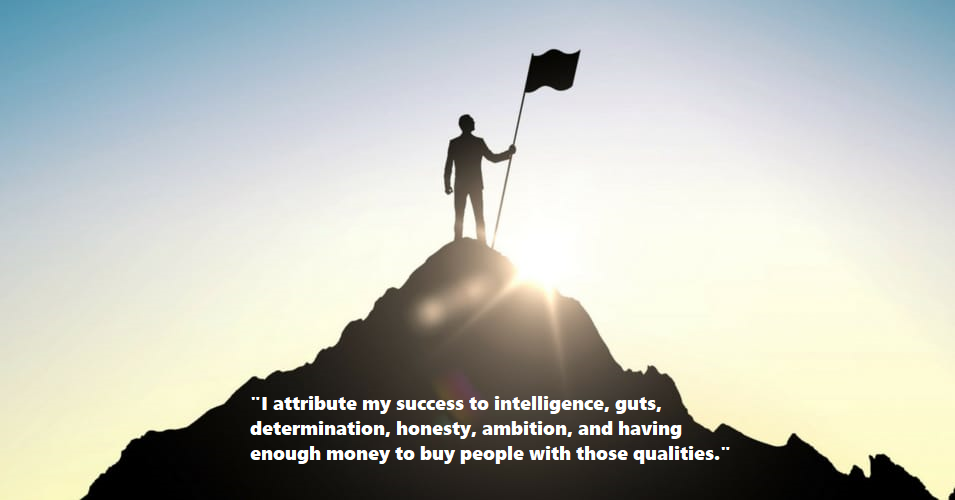 ¨I attribute my success to intelligence, guts,
determination, honesty, ambition, and having
enough money to buy people with those qualities.¨